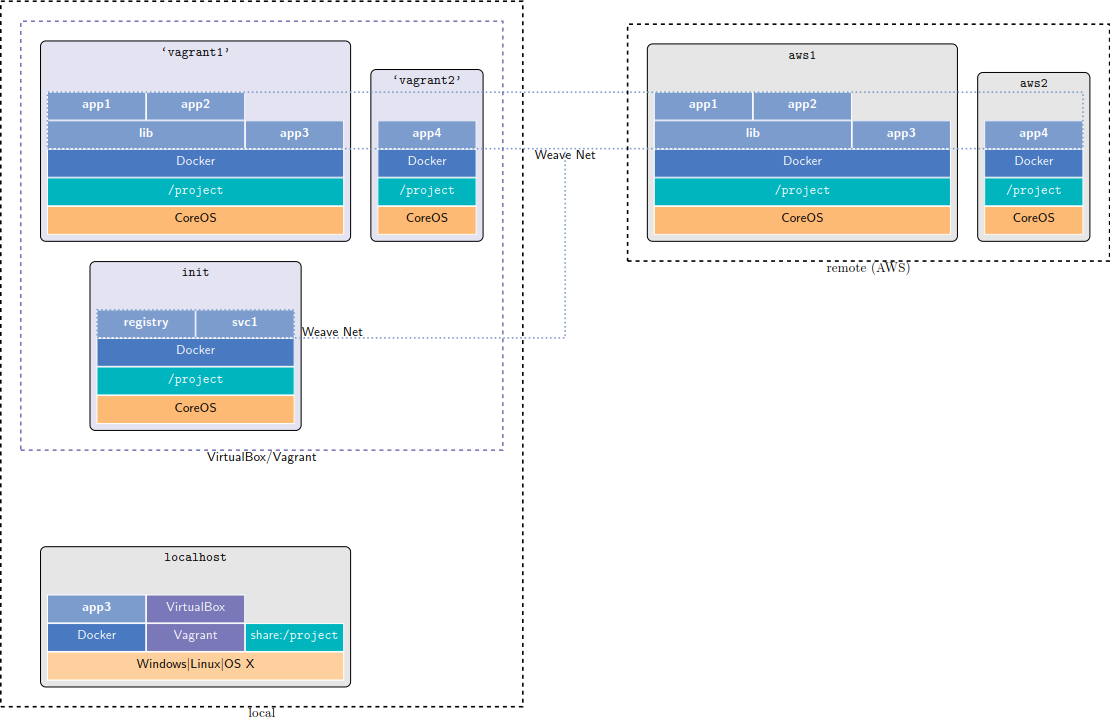 ‘vagrant1’
app1 app2
lib app3
Docker
/project
CoreOS
‘vagrant2’
app4
Docker
/project
CoreOS
Weave Net
aws1
app1 app2
lib app3
Docker
/project
CoreOS
aws2
app4
Docker
/project
CoreOS
remote (AWS)
init
registry svc1
Docker
/project
CoreOS
Weave Net
VirtualBox/Vagrant
localhost
app3 VirtualBox
Docker Vagrant share:/project
Windows|Linux|OS X
local